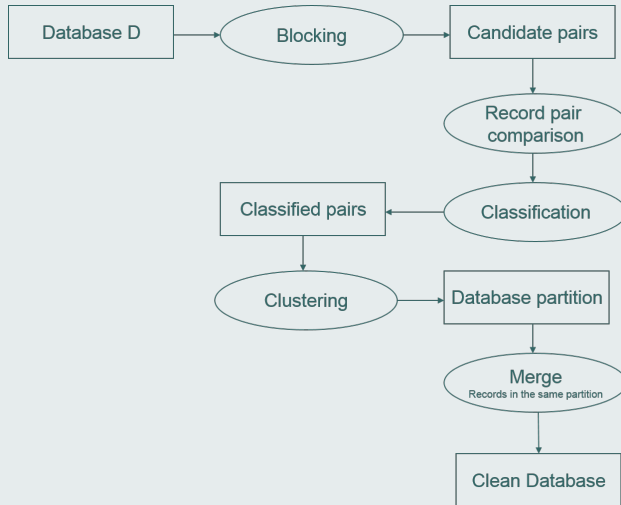 Database D
Blocking
Candidate pairs
Record pair
comparison
Classification
Classified pairs
Clustering
Database partition
Merge
Records in the same partition
Clean Database